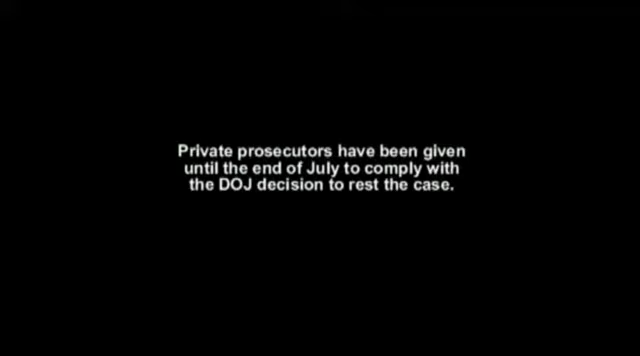 Private prosecutors have been given
until the end of July to comply with
the DOJ decision to rest the case.